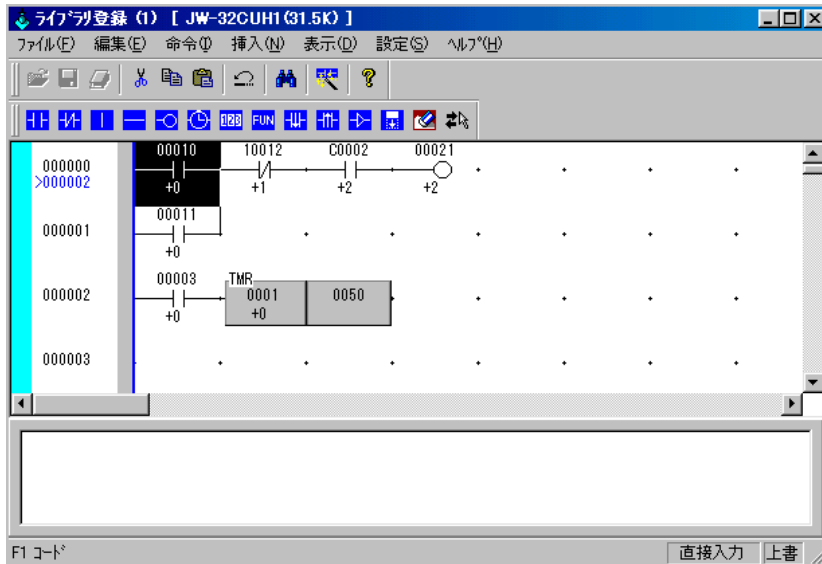 ライブラリ登録 (1) [ JW-32CUH1(31.5K) ]
ファイル(F) 編集(E) 命令(I) 挿入(N) 表示(D) 設定(S) ヘルプ(H)
123 FUN
00010 10012 C0002 00021
000000
>000002
+0 +1 +2 +2
00011
000001
+0
00003 TMR
000002 0001 0050
+0 +0
000003
F1 コード 直接入力 上書